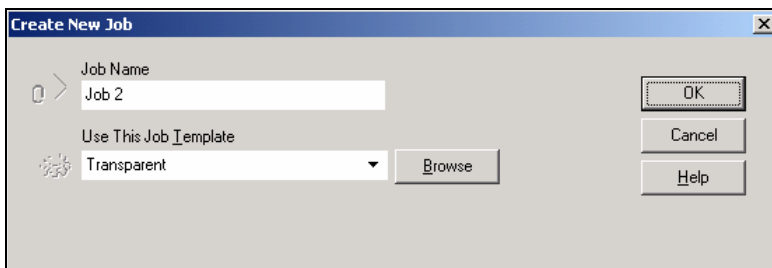 Create New Job
Job Name
Job 2
OK
Use This Job Template
Cancel
Transparent
Browse
Help